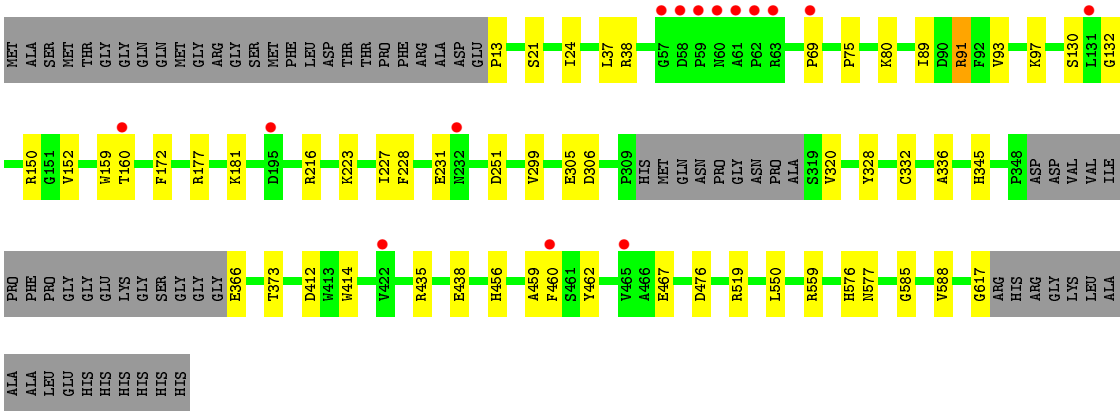 MET ALA SER MET THR GLY GLY GLN GLN MET GLY ARG GLY SER MET PHE LEU ASP THR THR PRO PHE ARG ALA ASP GLU P13 S21 I24 L37 R38 G57 D58 P59 N60 A61 P62 R63 P69 P75 K80 I89 D90 R91 F92 V93 K97 S130 L131 G132
R150 G151 V152 W159 T160 F172 R177 K181 D195 R216 K223 I227 F228 E231 N232 D251 V299 E305 D306 P309 HIS MET GLN ASN PRO GLY ASN PRO ALA S319 V320 Y328 C332 A336 H345 P348 ASP ASP VAL VAL ILE
PRO PHE PRO GLY GLY GLU LYS GLY SER GLY GLY GLY E366 T373 D412 W413 W414 V422 R435 E438 H456 A459 F460 S461 Y462 V465 A466 E467 D476 R519 L550 R559 H576 N577 G585 V588 G617 ARG HIS ARG GLY LYS LEU ALA
ALA ALA LEU GLU HIS HIS HIS HIS HIS HIS